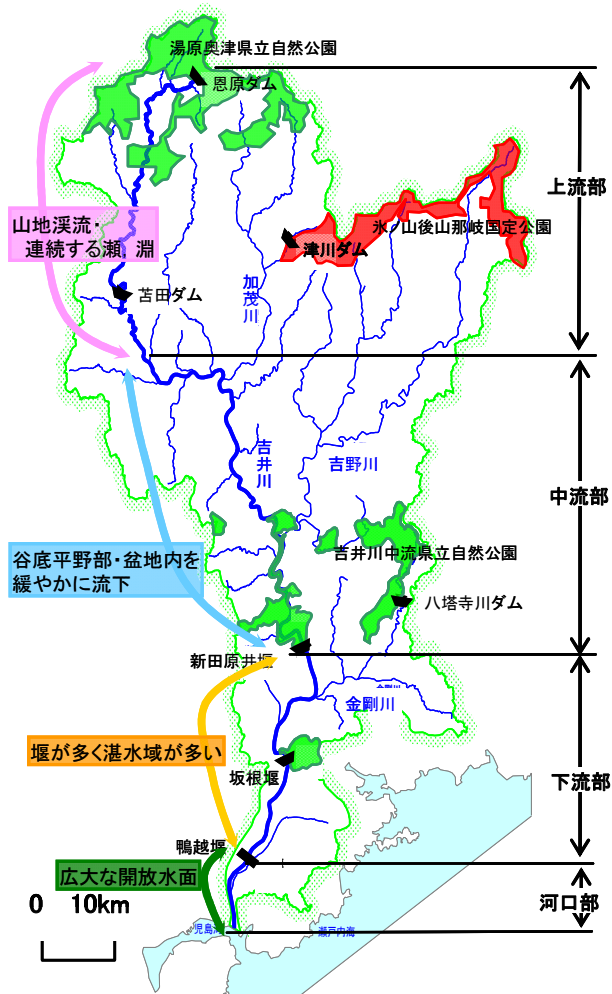 湯原奥津県立自然公園
恩原ダム
上流部
山地渓流・
連続する瀬, 淵
氷ノ山後山那岐国定公園
津川ダム
苫田ダム
加茂川
吉井川
吉野川
中流部
吉井川中流県立自然公園
谷底平野部・盆地内を
緩やかに流下
八塔寺川ダム
新田原井堰
金剛川
金剛川
堰が多く湛水域が多い
坂根堰
下流部
鴨越堰
広大な開放水面
0 10km
河口部
児島湾
瀬戸内海